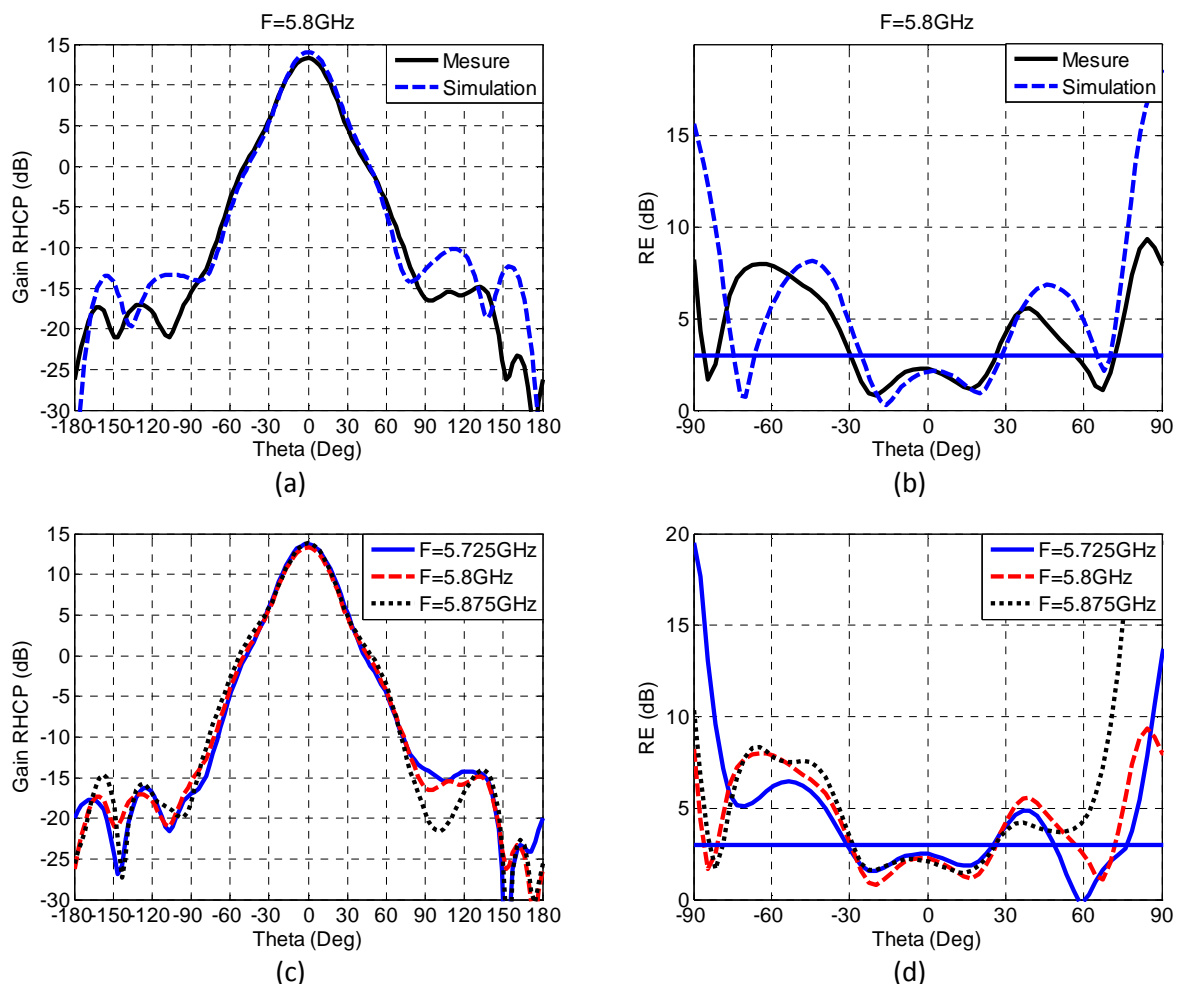 F=5.8GHz
Mesure
Simulation
Gain RHCP (dB)
15
10
5
0
-5
-10
-15
-20
-25
-30
-180-150-120 -90 -60 -30 0 30 60 90 120 150 180
Theta (Deg)
(a)
F=5.8GHz
Mesure
Simulation
RE (dB)
15
10
5
0
-90 -60 -30 0 30 60 90
Theta (Deg)
(b)
F=5.725GHz
F=5.8GHz
F=5.875GHz
Gain RHCP (dB)
15
10
5
0
-5
-10
-15
-20
-25
-30
-180-150-120 -90 -60 -30 0 30 60 90 120 150 180
Theta (Deg)
(c)
F=5.725GHz
F=5.8GHz
F=5.875GHz
RE (dB)
20
15
10
5
0
-90 -60 -30 0 30 60 90
Theta (Deg)
(d)